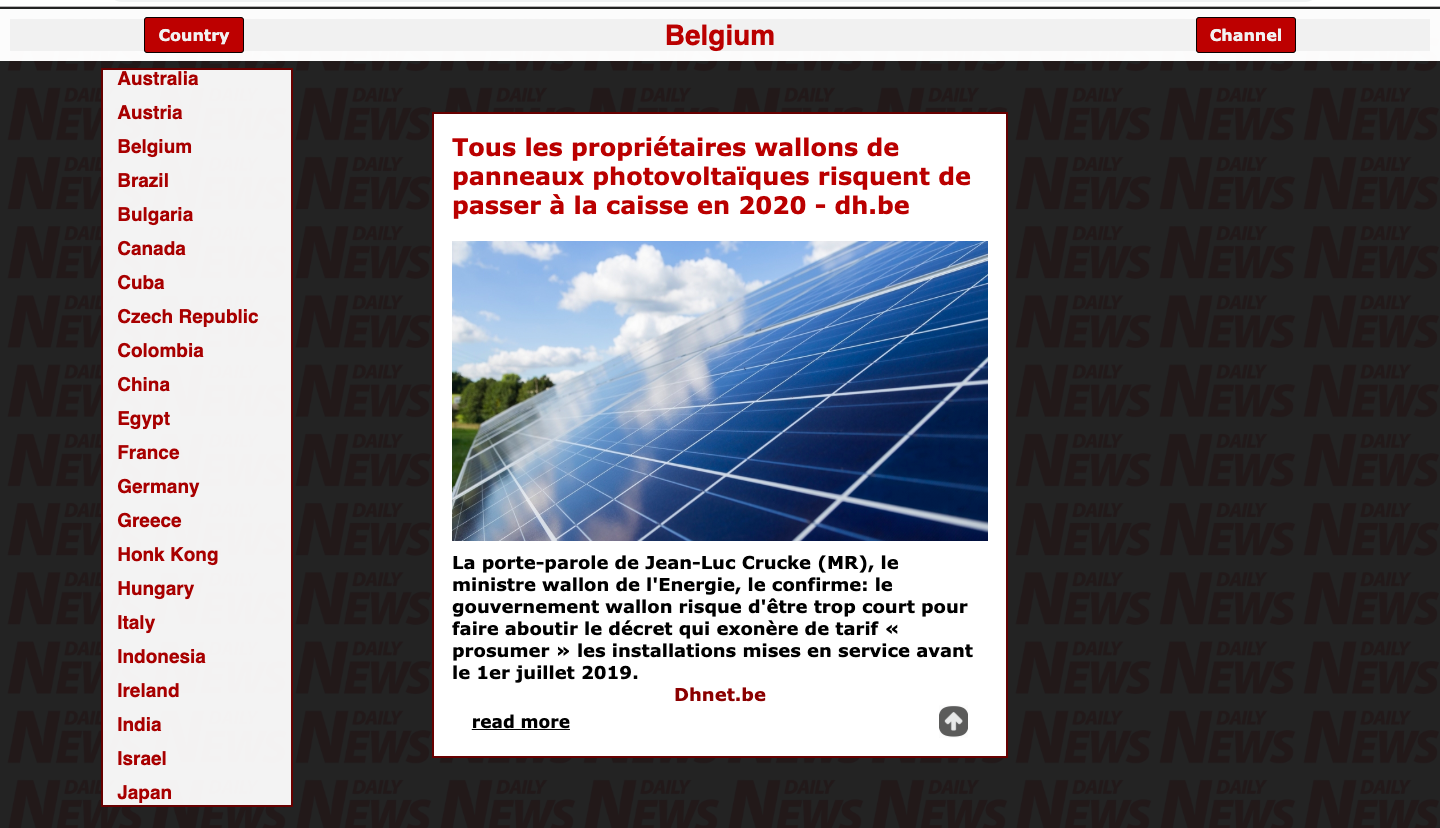 Country
Belgium
Channel
Australia
Austria
Belgium
Brazil
Bulgaria
Canada
Cuba
Czech Republic
Colombia
China
Egypt
France
Germany
Greece
Honk Kong
Hungary
Italy
Indonesia
Ireland
India
Israel
Japan
Tous les propriétaires wallons de
panneaux photovoltaïques risquent de
passer à la caisse en 2020 - dh.be
La porte-parole de Jean-Luc Crucke (MR), le
ministre wallon de l'Energie, le confirme: le
gouvernement wallon risque d'être trop court pour
faire aboutir le décret qui exonère de tarif «
prosumer » les installations mises en service avant
le 1er juillet 2019.
Dhnet.be
read more
DAILY
NEWS